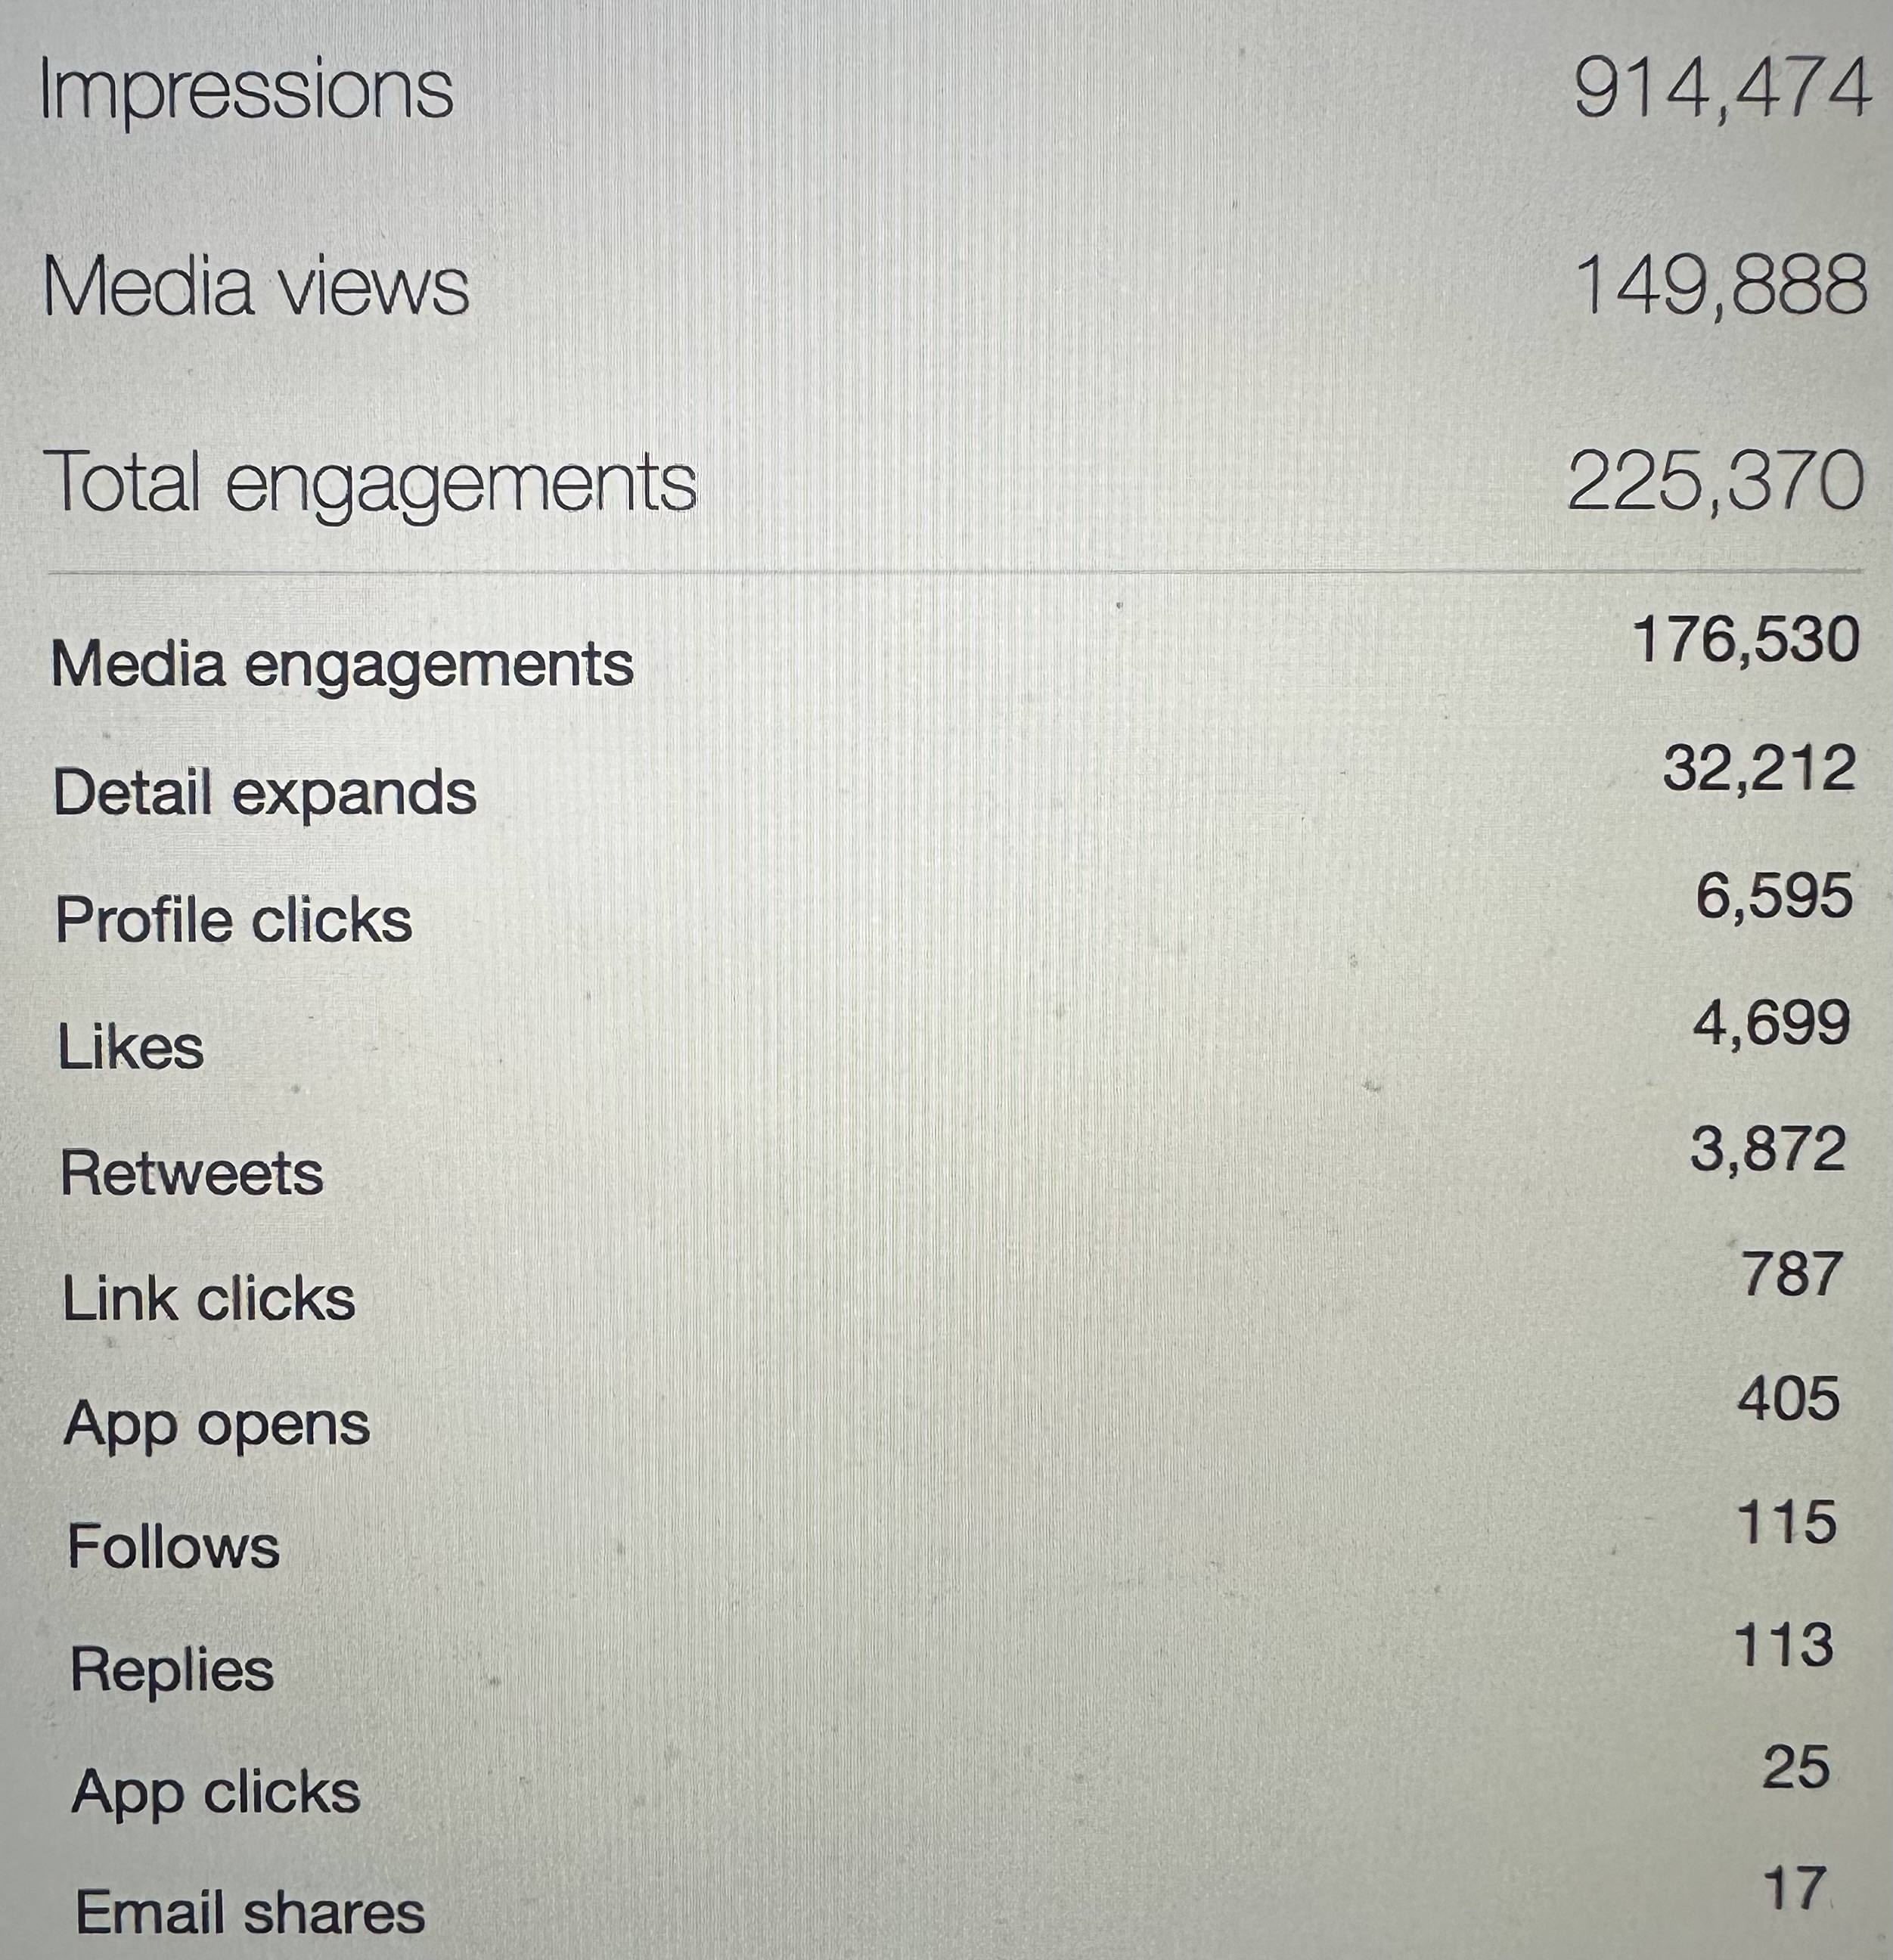 Impressions 914,474
Media views 149,888
Total engagements 225,370
Media engagements 176,530
Detail expands 32,212
Profile clicks 6,595
Likes 4,699
Retweets 3,872
Link clicks 787
App opens 405
Follows 115
Replies 113
App clicks 25
Email shares 17